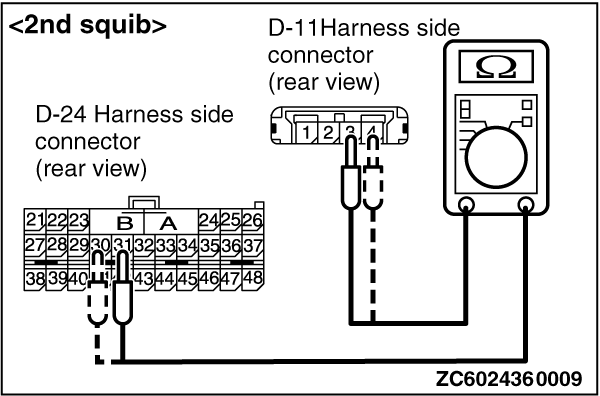 <2nd squib>
D-11Harness side
connector
(rear view)
Ω
D-24 Harness side
connector
(rear view)
1 2 3 4
21 22 23 B A 24 25 26
27 28 29 30 31 32 33 34 35 36 37
38 39 40 43 44 45 46 47 48
ZC6024360009